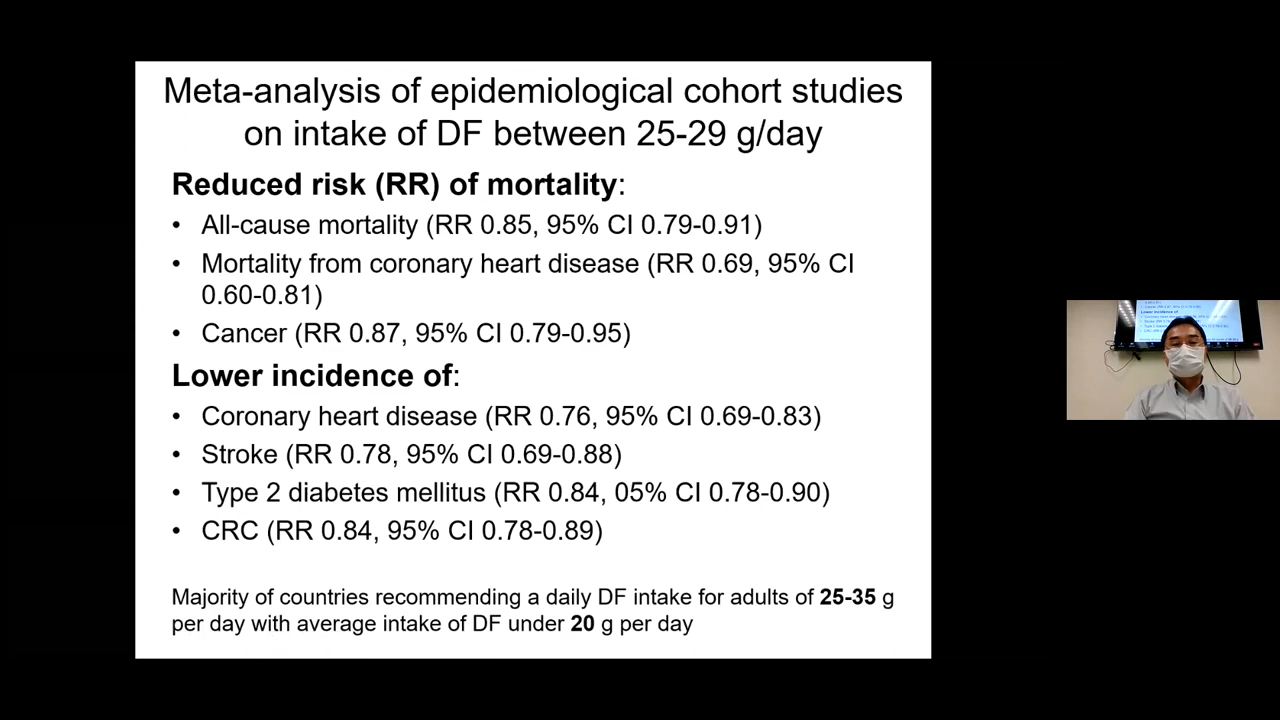 Meta-analysis of epidemiological cohort studies
on intake of DF between 25-29 g/day
Reduced risk (RR) of mortality:
• All-cause mortality (RR 0.85, 95% CI 0.79-0.91)
• Mortality from coronary heart disease (RR 0.69, 95% CI
0.60-0.81)
• Cancer (RR 0.87, 95% CI 0.79-0.95)
Lower incidence of:
• Coronary heart disease (RR 0.76, 95% CI 0.69-0.83)
• Stroke (RR 0.78, 95% CI 0.69-0.88)
• Type 2 diabetes mellitus (RR 0.84, 05% CI 0.78-0.90)
• CRC (RR 0.84, 95% CI 0.78-0.89)
Majority of countries recommending a daily DF intake for adults of 25-35 g
per day with average intake of DF under 20 g per day
Lower incidence of: